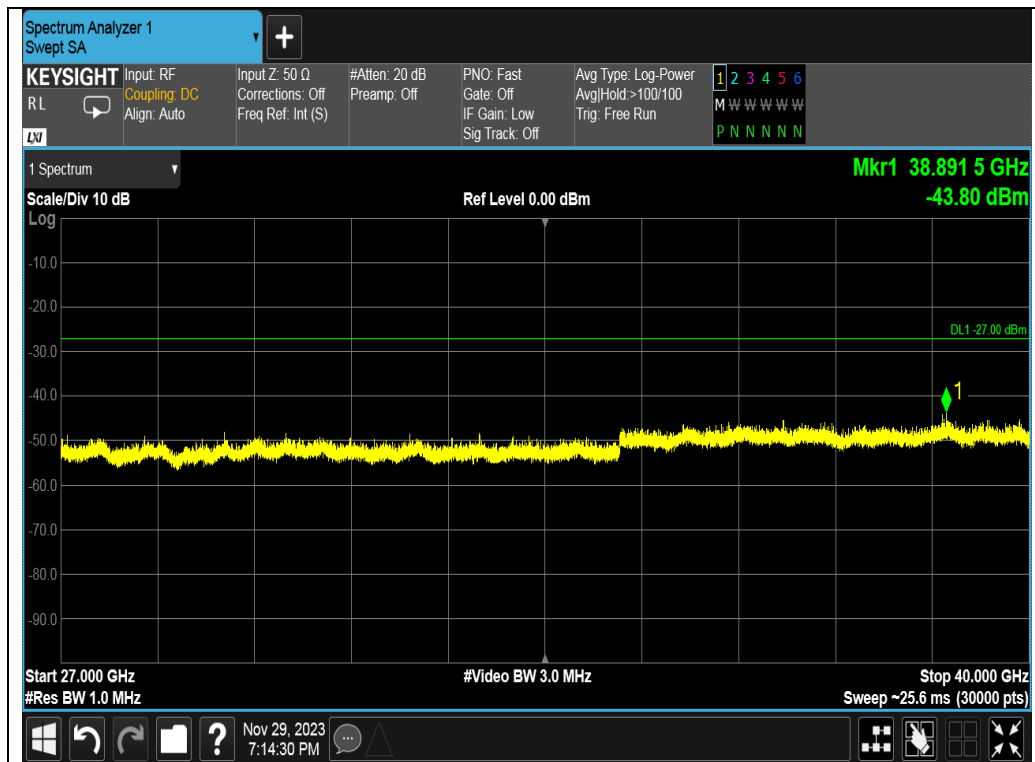 Spectrum Analyzer 1
Swept SA
+
KEYSIGHT
RL
LXI
Input: RF
Coupling: DC
Align: Auto
Input Z: 50 Ω
Corrections: Off
Freq Ref: Int (S)
#Atten: 20 dB
Preamp: Off
PNO: Fast
Gate: Off
IF Gain: Low
Sig Track: Off
Avg Type: Log-Power
Avg|Hold:>100/100
Trig: Free Run
1 2 3 4 5 6
M W W W W W
P N N N N N
1 Spectrum
Mkr1 38.891 5 GHz
-43.80 dBm
Scale/Div 10 dB
Ref Level 0.00 dBm
Log
-10.0
-20.0
DL1 -27.00 dBm
-30.0
-40.0
1
-50.0
-60.0
-70.0
-80.0
-90.0
Start 27.000 GHz
#Video BW 3.0 MHz
Stop 40.000 GHz
#Res BW 1.0 MHz
Sweep ~25.6 ms (30000 pts)
?
Nov 29, 2023
7:14:30 PM